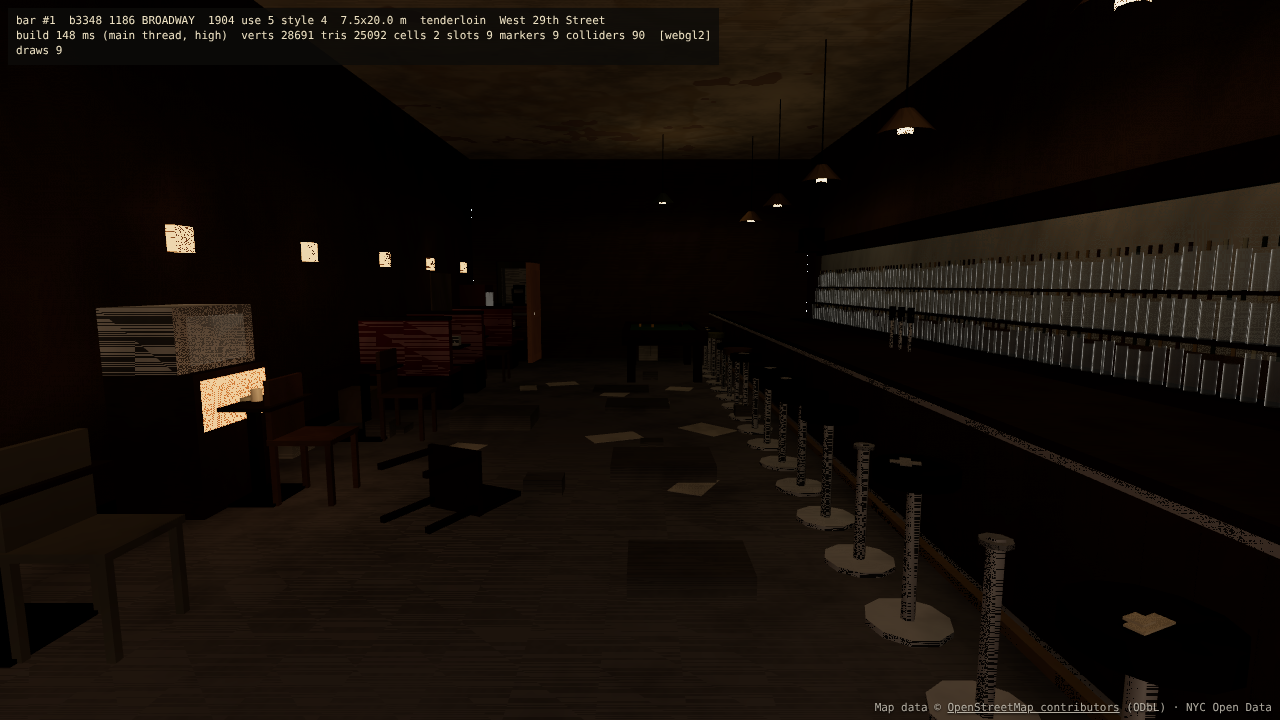 bar #1  b3348 1186 BROADWAY  1904 use 5 style 4  7.5x20.0 m  tenderloin  West 29th Street
build 148 ms (main thread, high)  verts 28691 tris 25092 cells 2 slots 9 markers 9 colliders 90  [webgl2]
draws 9
Map data © OpenStreetMap contributors (ODbL) · NYC Open Data